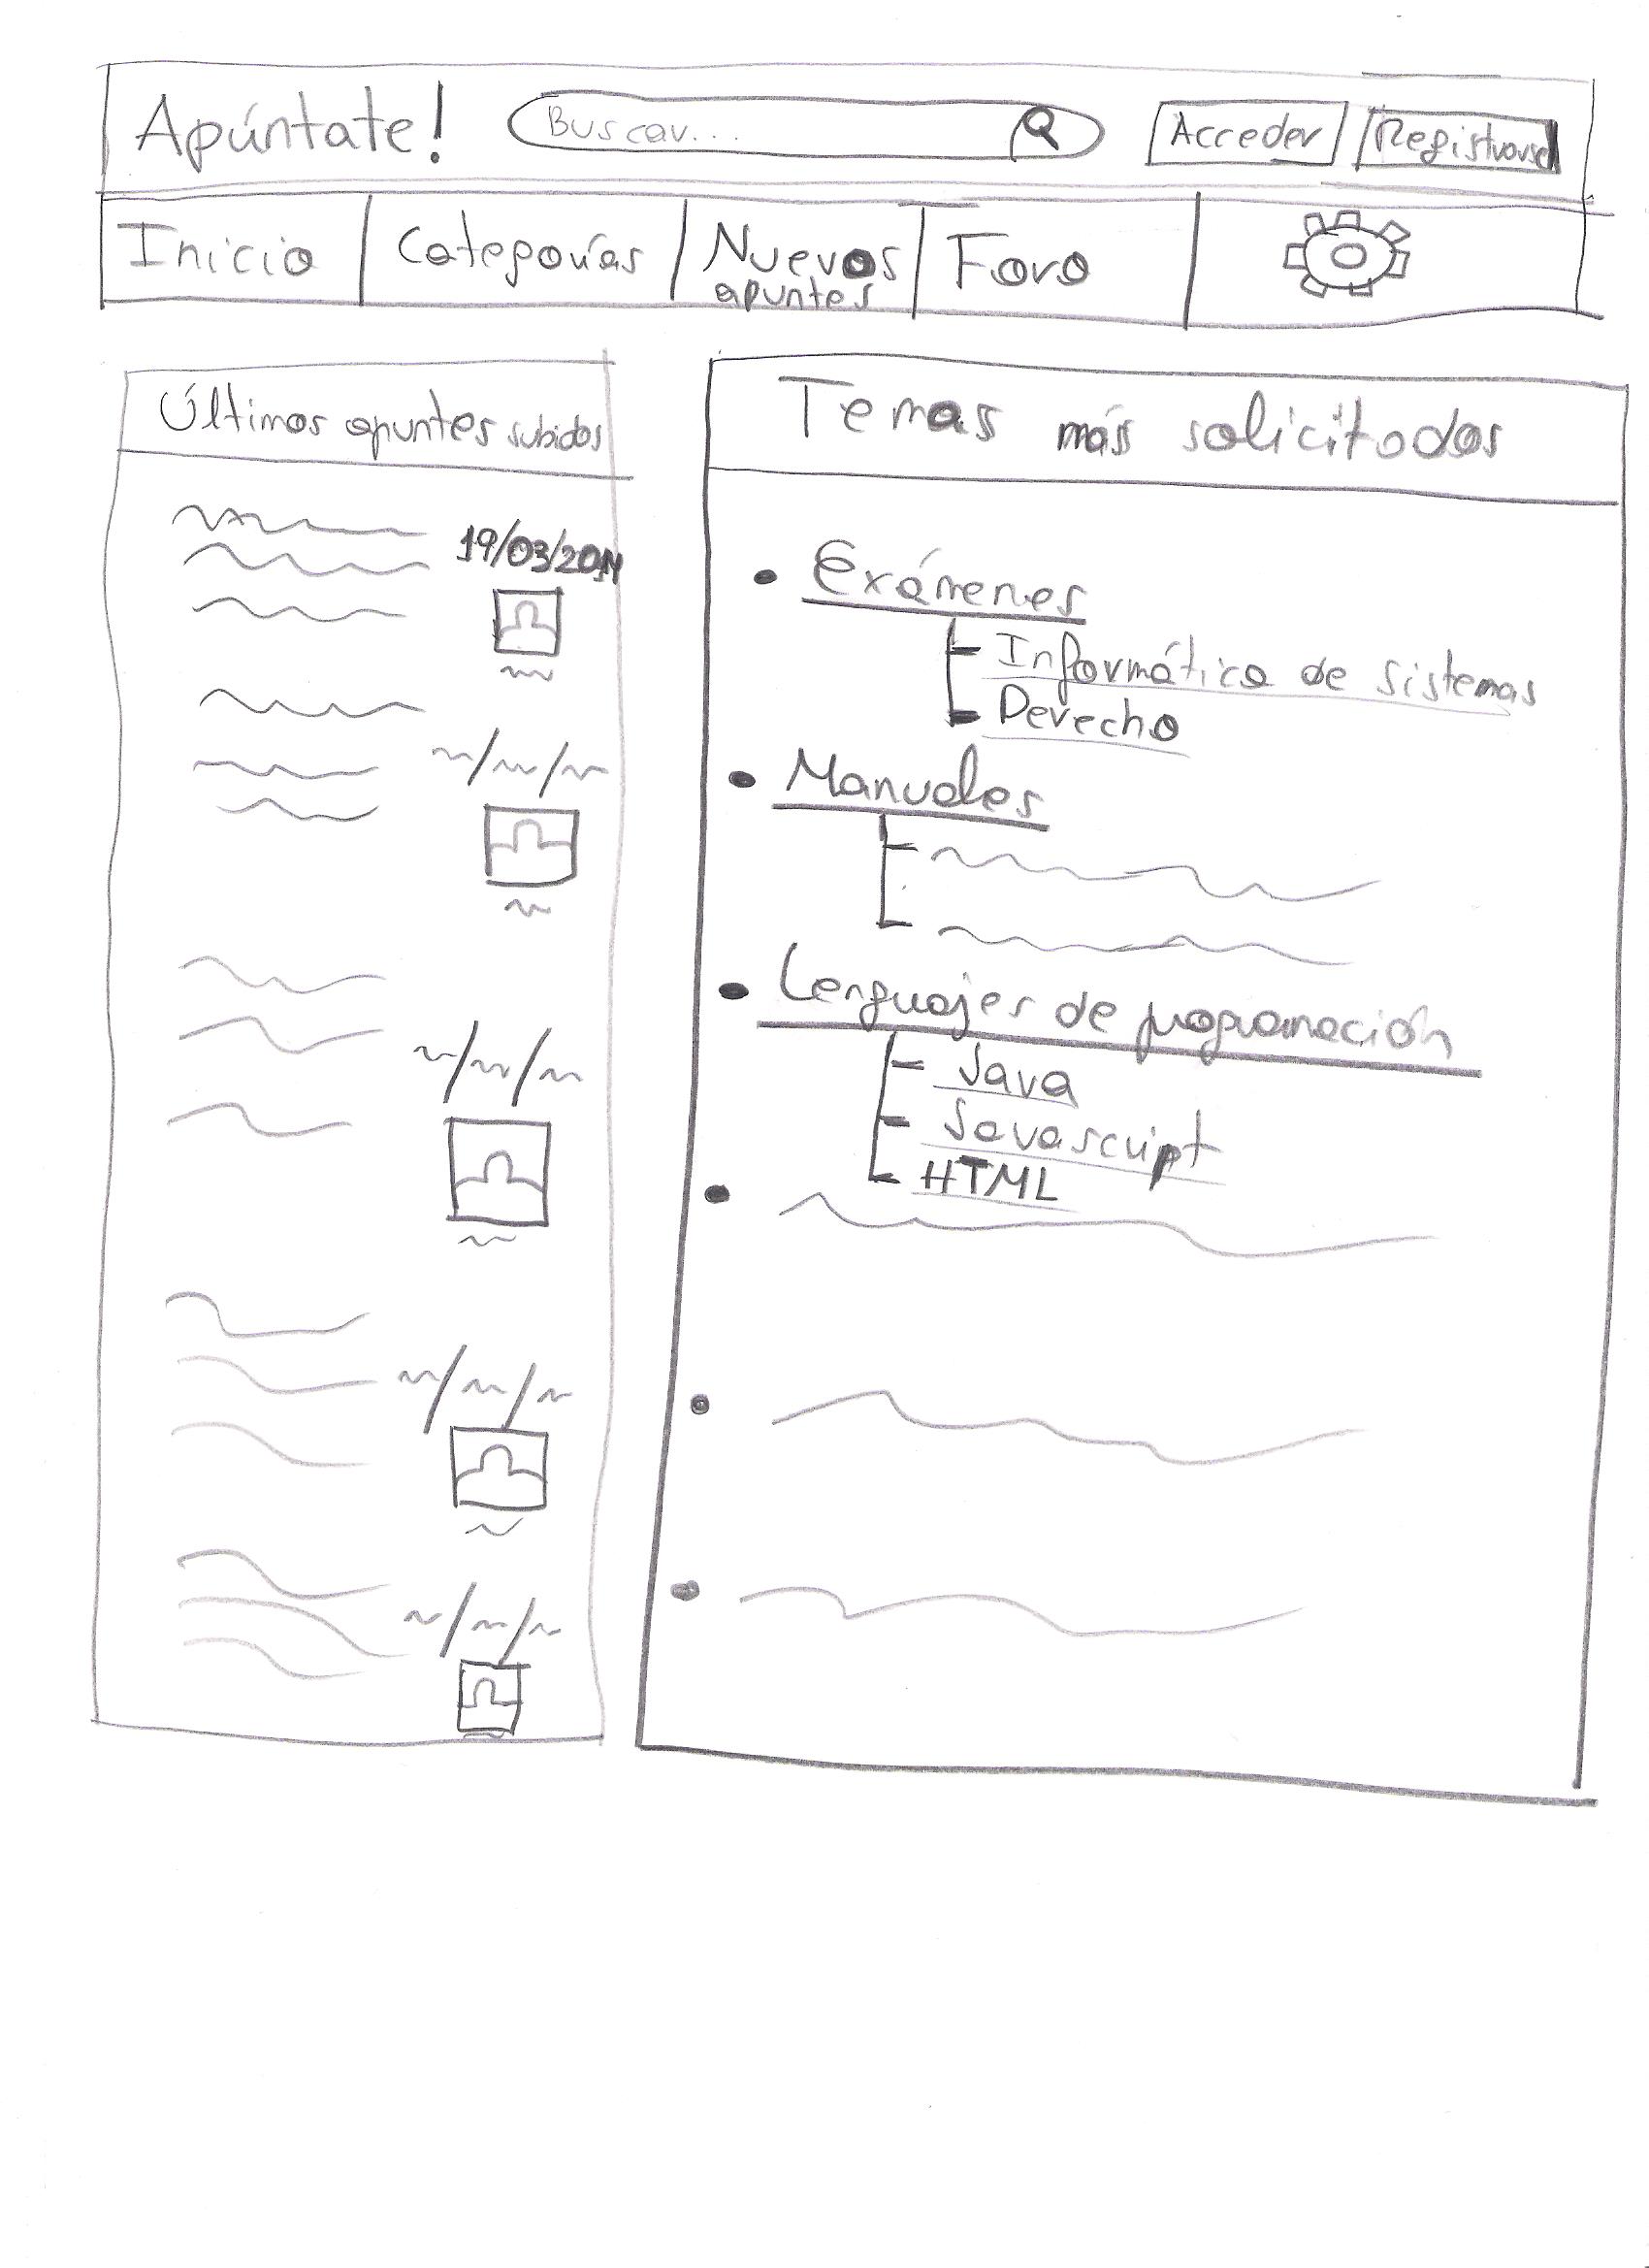 Apúntate!
Buscar...
Acceder
Registrarse
Inicio
Categorías
Nuevos
apuntes
Foro
Últimos apuntes subidos
19/03/2014
Temas más solicitados
Exámenes
Informática de sistemas
Derecho
Manuales
Lenguajes de programación
Java
Javascript
HTML